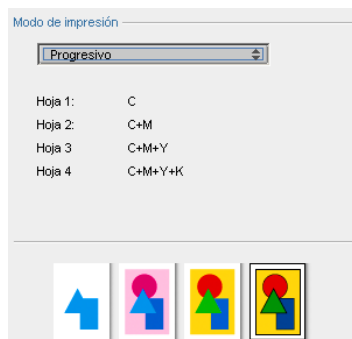 Modo de impresión
Progresivo
Hoja 1: C
Hoja 2: C+M
Hoja 3 C+M+Y
Hoja 4 C+M+Y+K